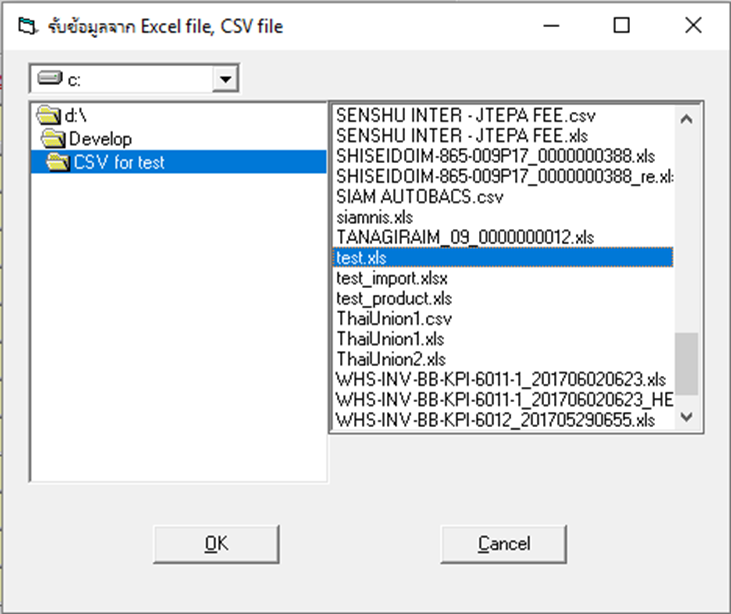 รับข้อมูลจาก Excel file, CSV file
c:
d:\
Develop
CSV for test
SENSHU INTER - JTEPA FEE.csv
SENSHU INTER - JTEPA FEE.xls
SHISEIDOIM-865-009P17_0000000388.xls
SHISEIDOIM-865-009P17_0000000388_re.xl
SIAM AUTOBACS.csv
siamnis.xls
TANAGIRAIM_09_0000000012.xls
test.xls
test_import.xlsx
test_product.xls
ThaiUnion1.csv
ThaiUnion1.xls
ThaiUnion2.xls
WHS-INV-BB-KPI-6011-1_201706020623.xls
WHS-INV-BB-KPI-6011-1_201706020623_HE
WHS-INV-BB-KPI-6012_201705290655.xls
OK
Cancel